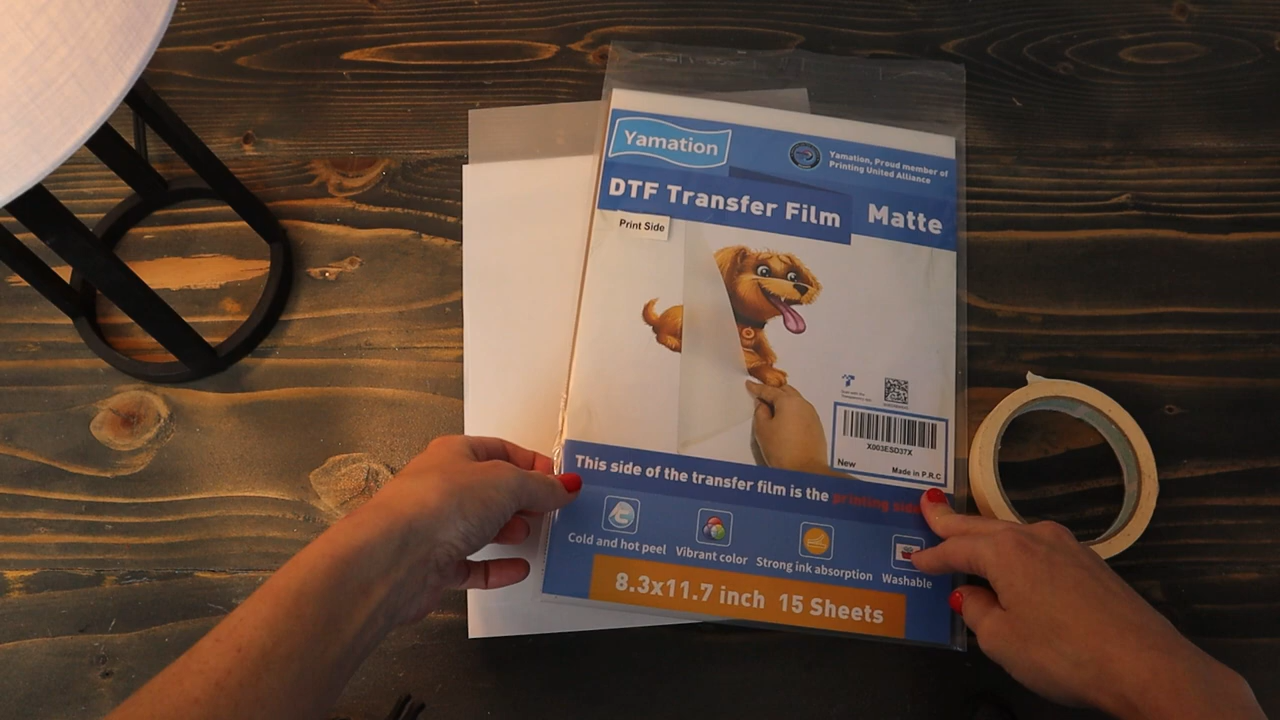 Yamation
Yamation, Proud member of
Printing United Alliance
DTF Transfer Film
Matte
Print Side
X003ESD37X
New
Made in P.R.C
This side of the transfer film is the printing side
Cold and hot peel
Vibrant color
Strong ink absorption
Washable
8.3x11.7 inch 15 Sheets